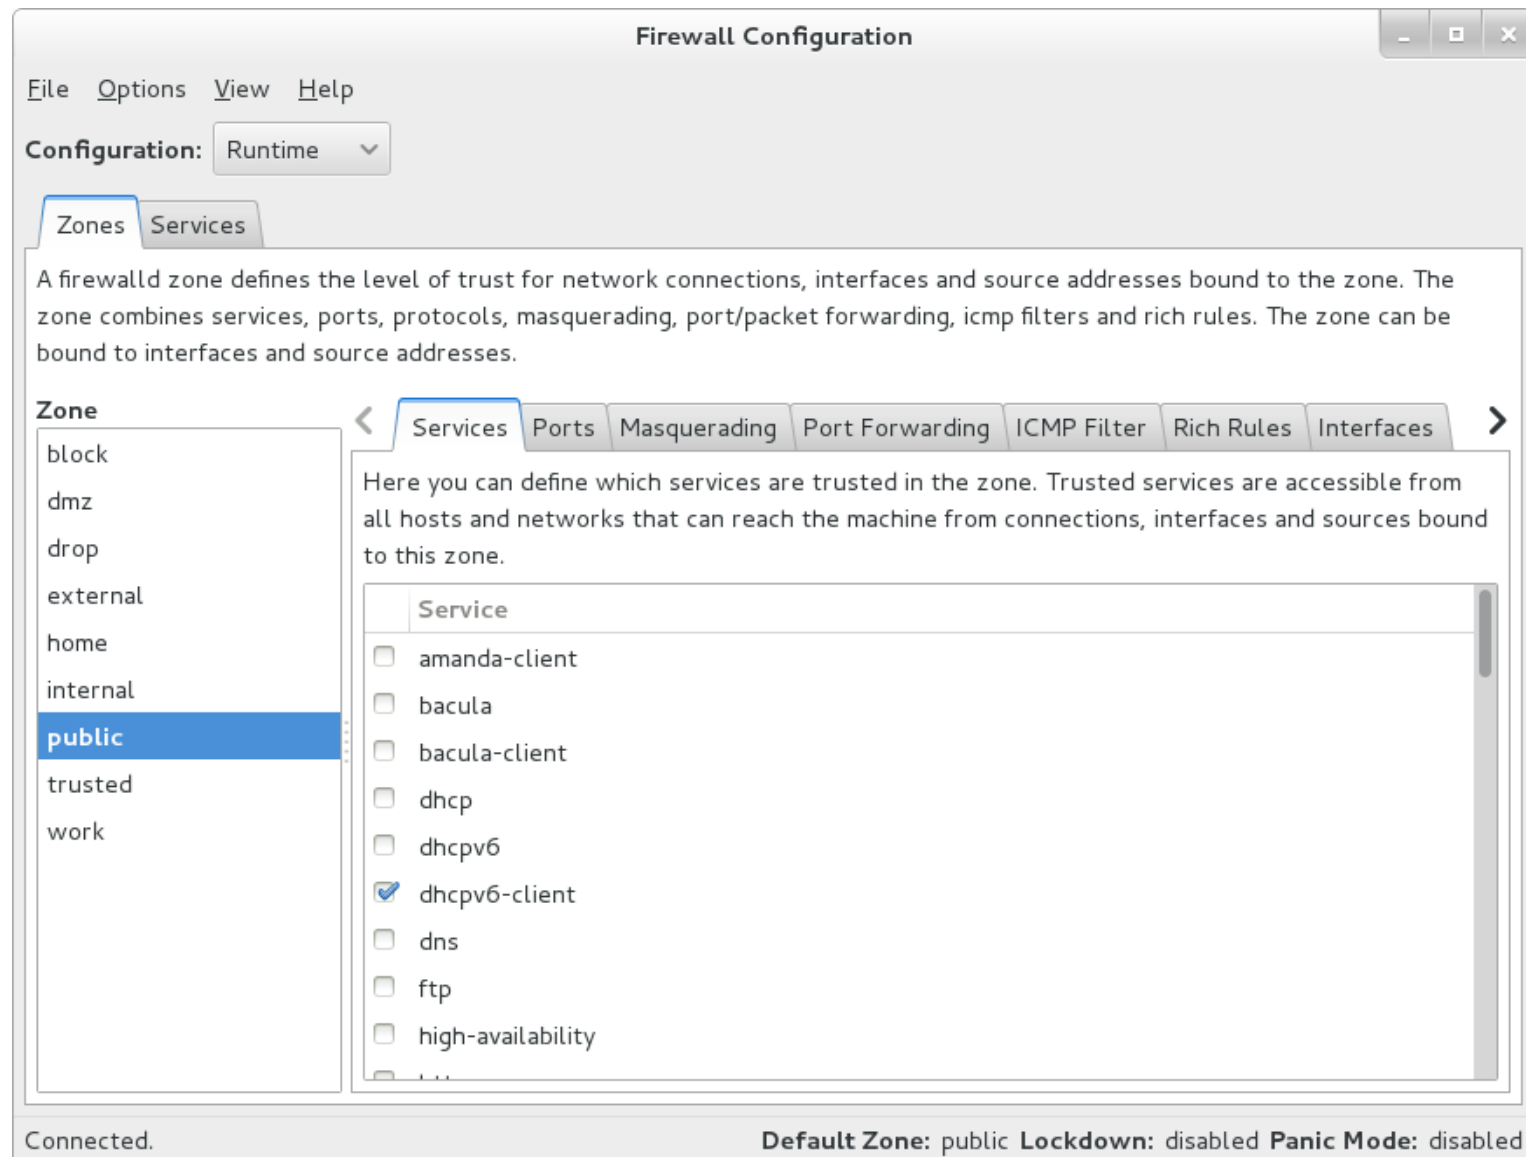 Firewall Configuration
File Options View Help
Configuration: Runtime
Zones Services
A firewalld zone defines the level of trust for network connections, interfaces and source addresses bound to the zone. The
zone combines services, ports, protocols, masquerading, port/packet forwarding, icmp filters and rich rules. The zone can be
bound to interfaces and source addresses.
Zone
block
dmz
drop
external
home
internal
public
trusted
work
Services Ports Masquerading Port Forwarding ICMP Filter Rich Rules Interfaces
Here you can define which services are trusted in the zone. Trusted services are accessible from
all hosts and networks that can reach the machine from connections, interfaces and sources bound
to this zone.
Service
amanda-client
bacula
bacula-client
dhcp
dhcpv6
dhcpv6-client
dns
ftp
high-availability
Connected.
Default Zone: public Lockdown: disabled Panic Mode: disabled